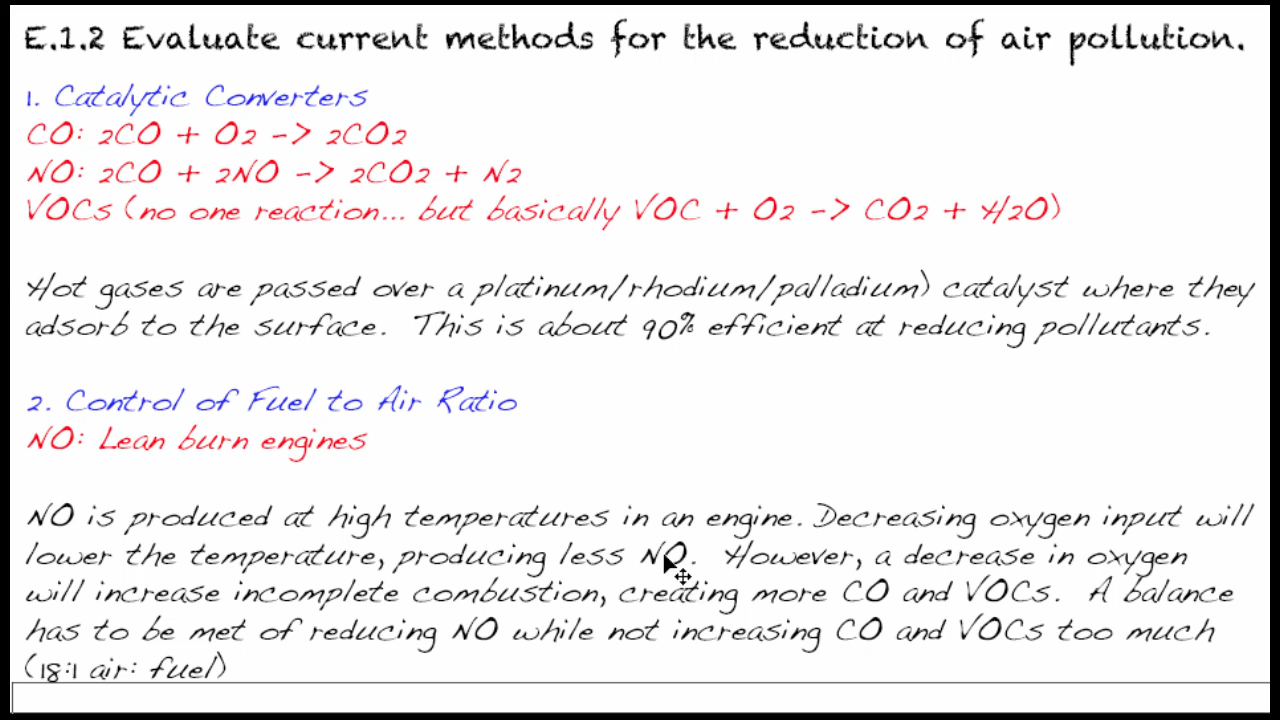 E.1.2 Evaluate current methods for the reduction of air pollution.
1. Catalytic Converters
CO: 2CO + O2 -> 2CO2
NO: 2CO + 2NO -> 2CO2 + N2
VOCs (no one reaction... but basically VOC + O2 -> CO2 + H2O)
Hot gases are passed over a platinum/rhodium/palladium) catalyst where they
adsorb to the surface. This is about 90% efficient at reducing pollutants.
2. Control of Fuel to Air Ratio
NO: Lean burn engines
NO is produced at high temperatures in an engine. Decreasing oxygen input will
lower the temperature, producing less NO. However, a decrease in oxygen
will increase incomplete combustion, creating more CO and VOCs. A balance
has to be met of reducing NO while not increasing CO and VOCs too much
(18:1 air: fuel)